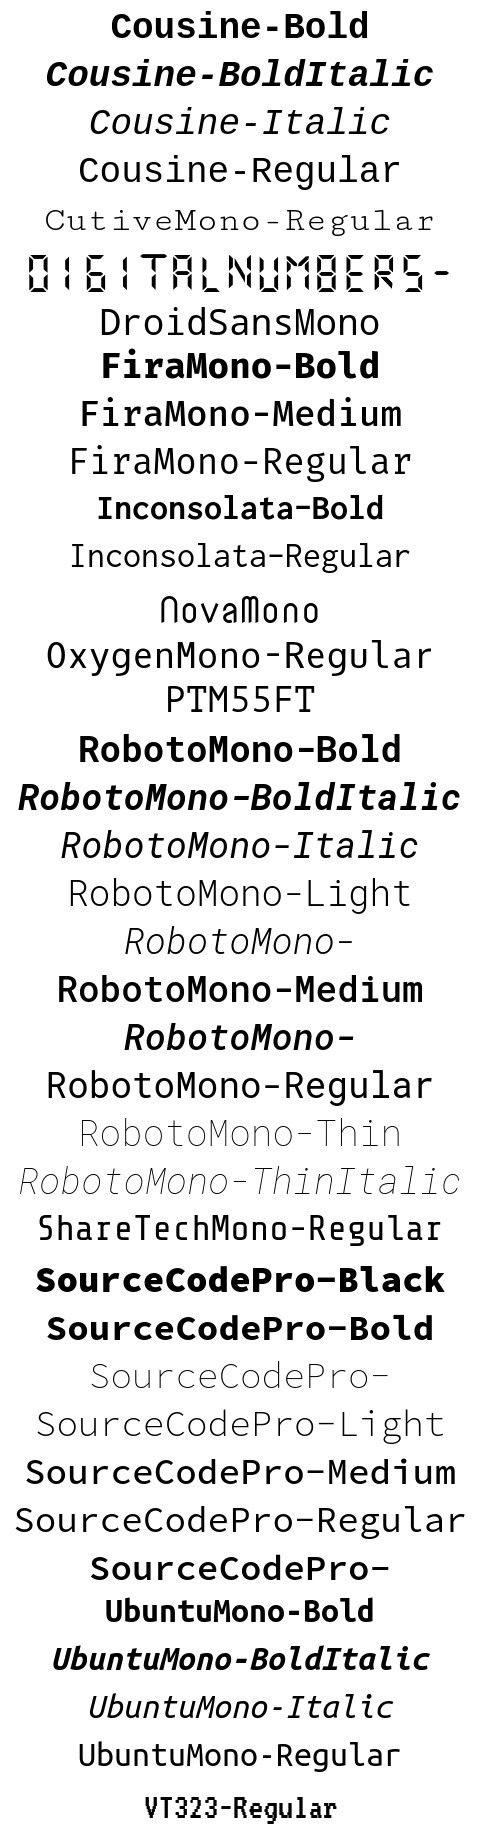 Cousine-Bold
Cousine-BoldItalic
Cousine-Italic
Cousine-Regular
CutiveMono-Regular
DIGITALNUMBERS-
DroidSansMono
FiraMono-Bold
FiraMono-Medium
FiraMono-Regular
Inconsolata-Bold
Inconsolata-Regular
NovaMono
OxygenMono-Regular
PTM55FT
RobotoMono-Bold
RobotoMono-BoldItalic
RobotoMono-Italic
RobotoMono-Light
RobotoMono-
RobotoMono-Medium
RobotoMono-
RobotoMono-Regular
RobotoMono-Thin
RobotoMono-ThinItalic
ShareTechMono-Regular
SourceCodePro-Black
SourceCodePro-Bold
SourceCodePro-
SourceCodePro-Light
SourceCodePro-Medium
SourceCodePro-Regular
SourceCodePro-
UbuntuMono-Bold
UbuntuMono-BoldItalic
UbuntuMono-Italic
UbuntuMono-Regular
VT323-Regular